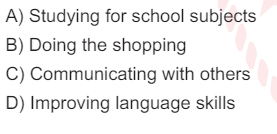 A) Studying for school subjects
B) Doing the shopping
C) Communicating with others
D) Improving language skills